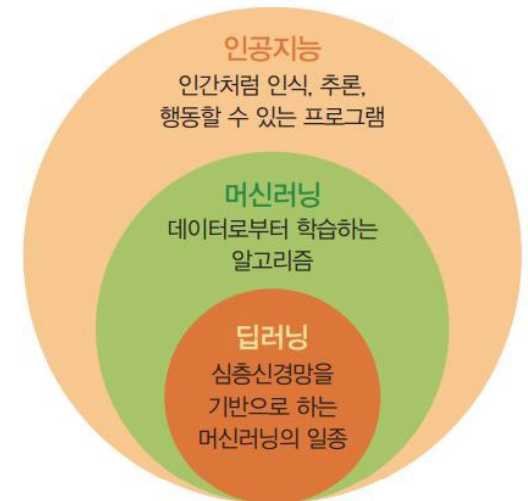 인공지능
인간처럼 인식, 추론,
행동할 수 있는 프로그램
머신러닝
데이터로부터 학습하는
알고리즘
딥러닝
심층신경망을
기반으로 하는
머신러닝의 일종